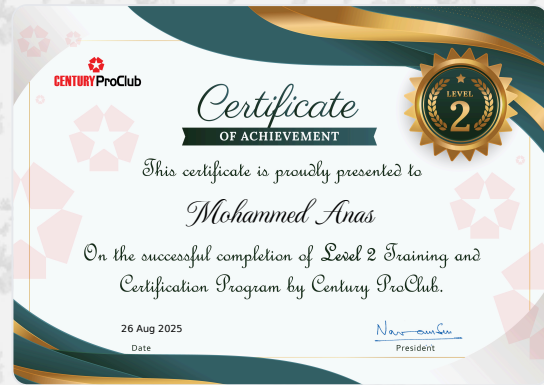 CENTURY ProClub
LEVEL
2
Certificate
OF ACHIEVEMENT
This certificate is proudly presented to
Mohammed Anas
On the successful completion of Level 2 Training and
Certification Program by Century ProClub.
26 Aug 2025
Date
President